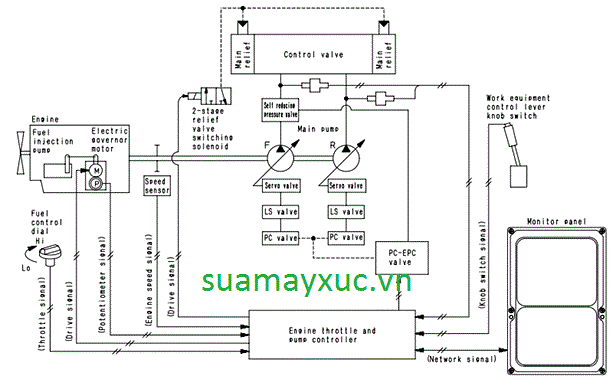 Main
relief
Control valve
Main
relief
2-stage
relief
valve
switching
solenoid
Self reducing
pressure valve
Work equipment
control lever
knob switch
Engine
Fuel
injection
pump
Electric
governor
motor
M
P
Main pump
F
R
Speed
sensor
Servo valve
Servo valve
LS valve
LS valve
PC valve
PC valve
PC-EPC
valve
Fuel
control
dial
Hi
Lo
Monitor panel
(Throttle signal)
(Drive signal)
(Potentiometer signal)
(Engine speed signal)
(Drive signal)
(Knob switch signal)
suamayxuc.vn
Engine throttle and
pump controller
(Network signal)